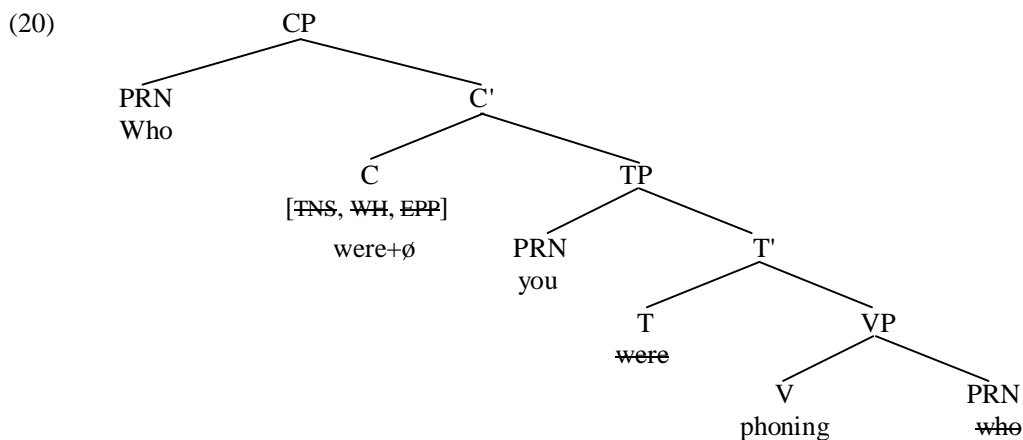 (20) CP
PRN C'
Who
C TP
[TNS, WH, EPP]
were+ø PRN T'
you
T VP
were
V PRN
phoning who